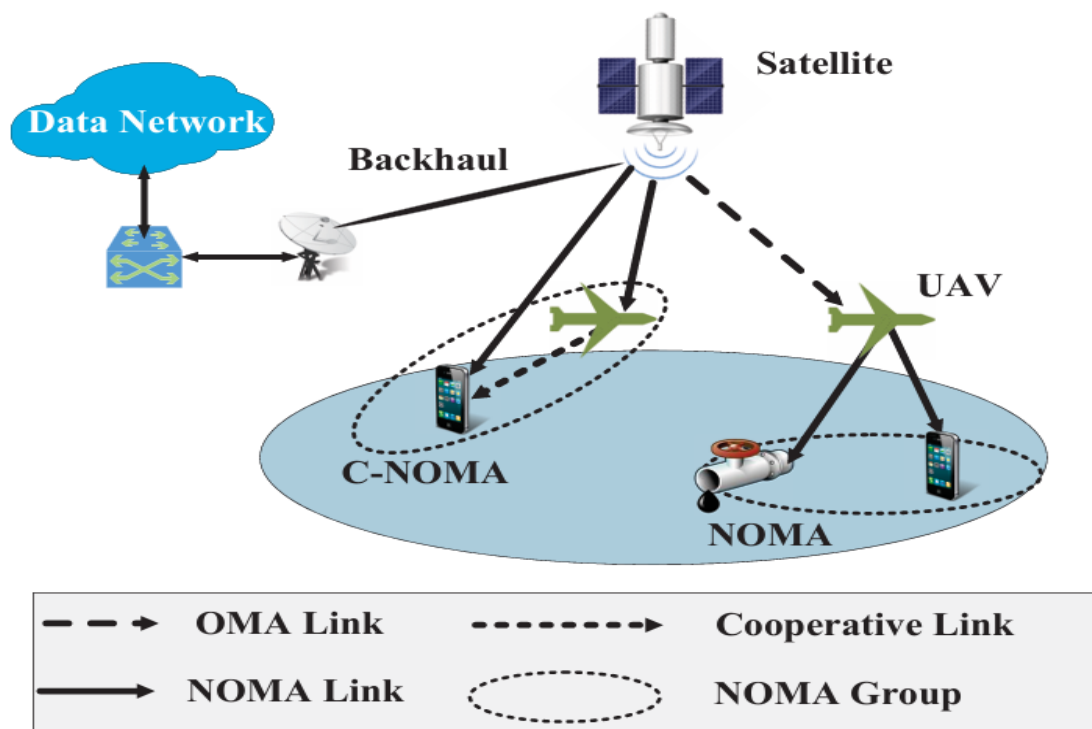 Satellite
Data Network
Backhaul
UAV
C-NOMA
NOMA
OMA Link
Cooperative Link
NOMA Link
NOMA Group